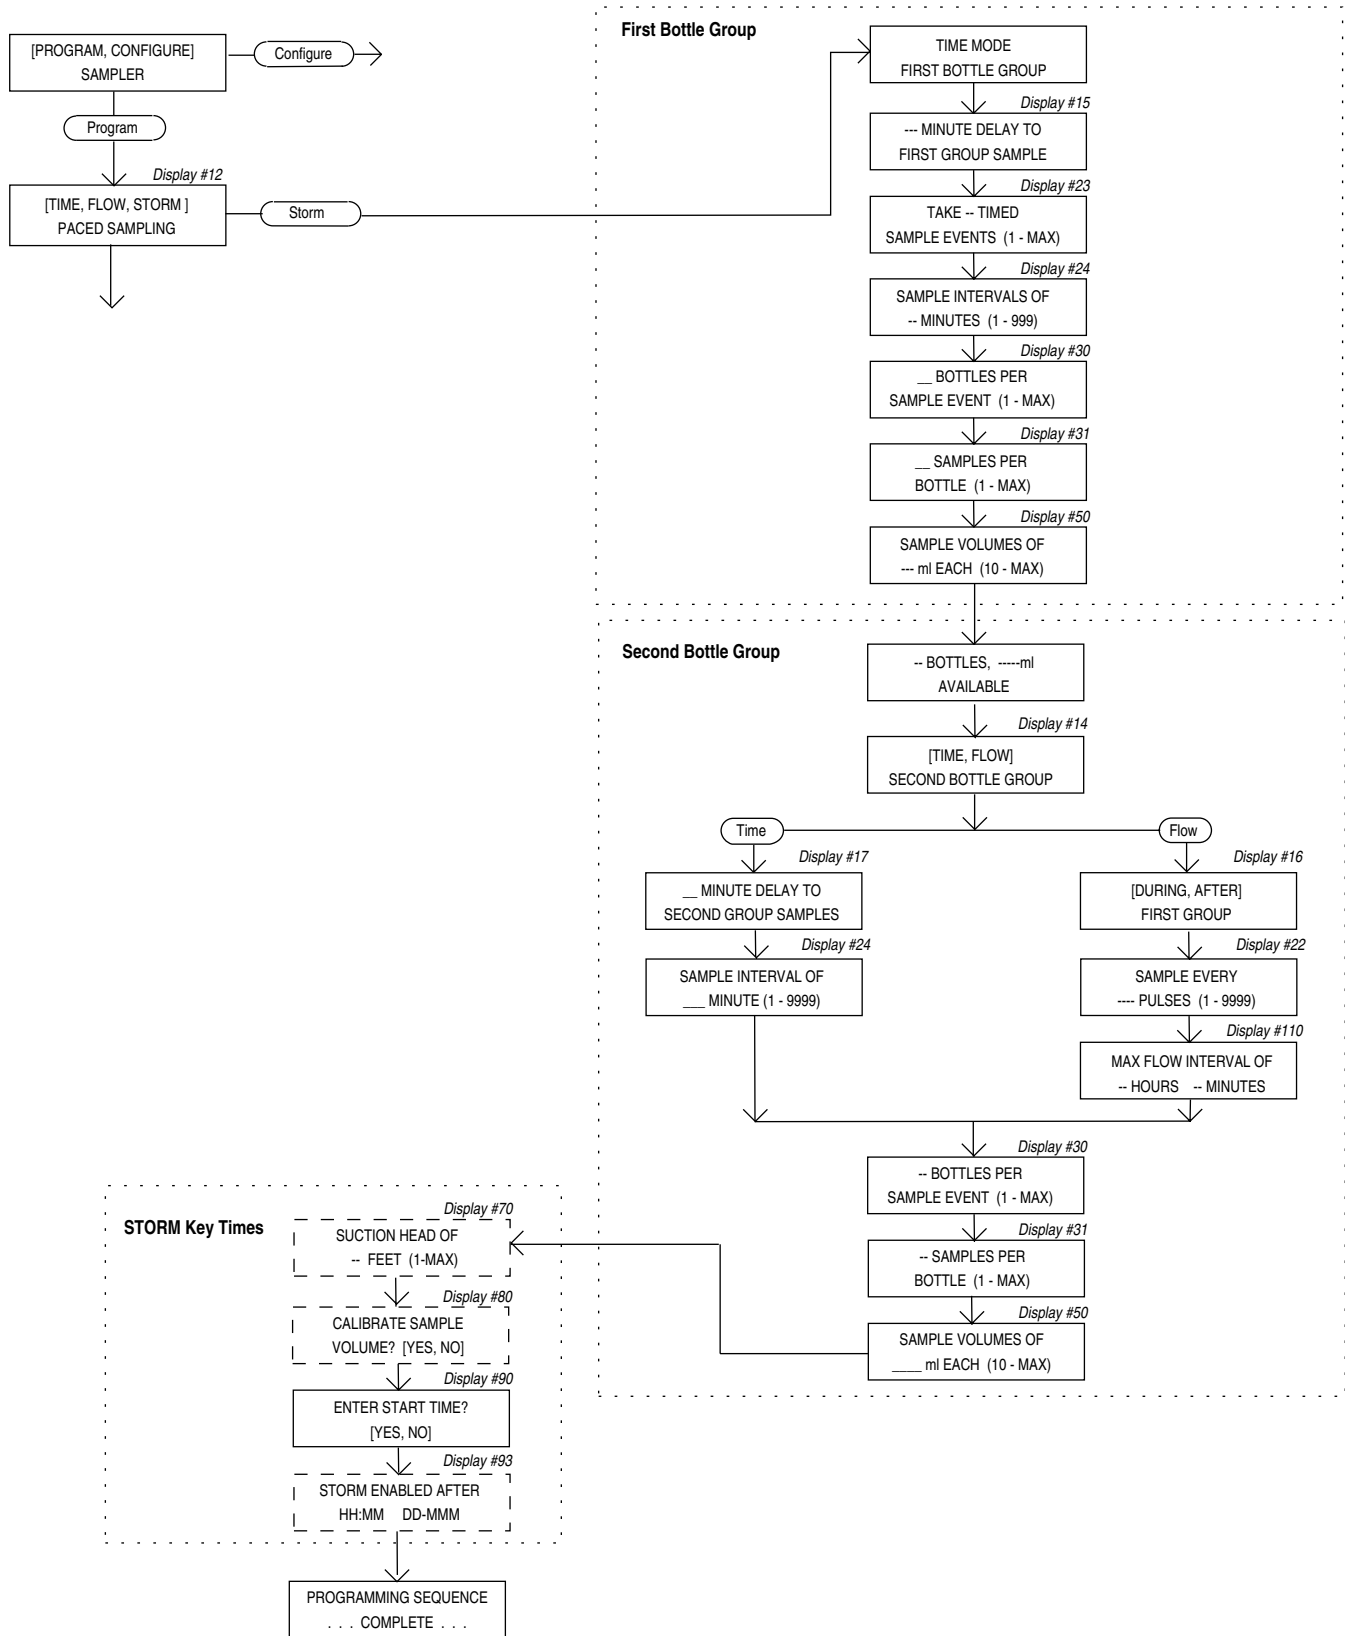 [PROGRAM, CONFIGURE]
SAMPLER
Configure
Program
Display #12
[TIME, FLOW, STORM ]
PACED SAMPLING
Storm
First Bottle Group
TIME MODE
FIRST BOTTLE GROUP
Display #15
--- MINUTE DELAY TO
FIRST GROUP SAMPLE
Display #23
TAKE -- TIMED
SAMPLE EVENTS (1 - MAX)
Display #24
SAMPLE INTERVALS OF
-- MINUTES (1 - 999)
Display #30
__ BOTTLES PER
SAMPLE EVENT (1 - MAX)
Display #31
__ SAMPLES PER
BOTTLE (1 - MAX)
Display #50
SAMPLE VOLUMES OF
--- ml EACH (10 - MAX)
Second Bottle Group
-- BOTTLES, -----ml
AVAILABLE
Display #14
[TIME, FLOW]
SECOND BOTTLE GROUP
Time
Display #17
__ MINUTE DELAY TO
SECOND GROUP SAMPLES
Display #24
SAMPLE INTERVAL OF
___ MINUTE (1 - 9999)
Flow
Display #16
[DURING, AFTER]
FIRST GROUP
Display #22
SAMPLE EVERY
---- PULSES (1 - 9999)
Display #110
MAX FLOW INTERVAL OF
-- HOURS -- MINUTES
Display #30
-- BOTTLES PER
SAMPLE EVENT (1 - MAX)
Display #31
-- SAMPLES PER
BOTTLE (1 - MAX)
Display #50
SAMPLE VOLUMES OF
____ ml EACH (10 - MAX)
STORM Key Times
Display #70
SUCTION HEAD OF
-- FEET (1-MAX)
Display #80
CALIBRATE SAMPLE
VOLUME? [YES, NO]
Display #90
ENTER START TIME?
[YES, NO]
Display #93
STORM ENABLED AFTER
HH:MM DD-MMM
PROGRAMMING SEQUENCE
. . . COMPLETE . . .